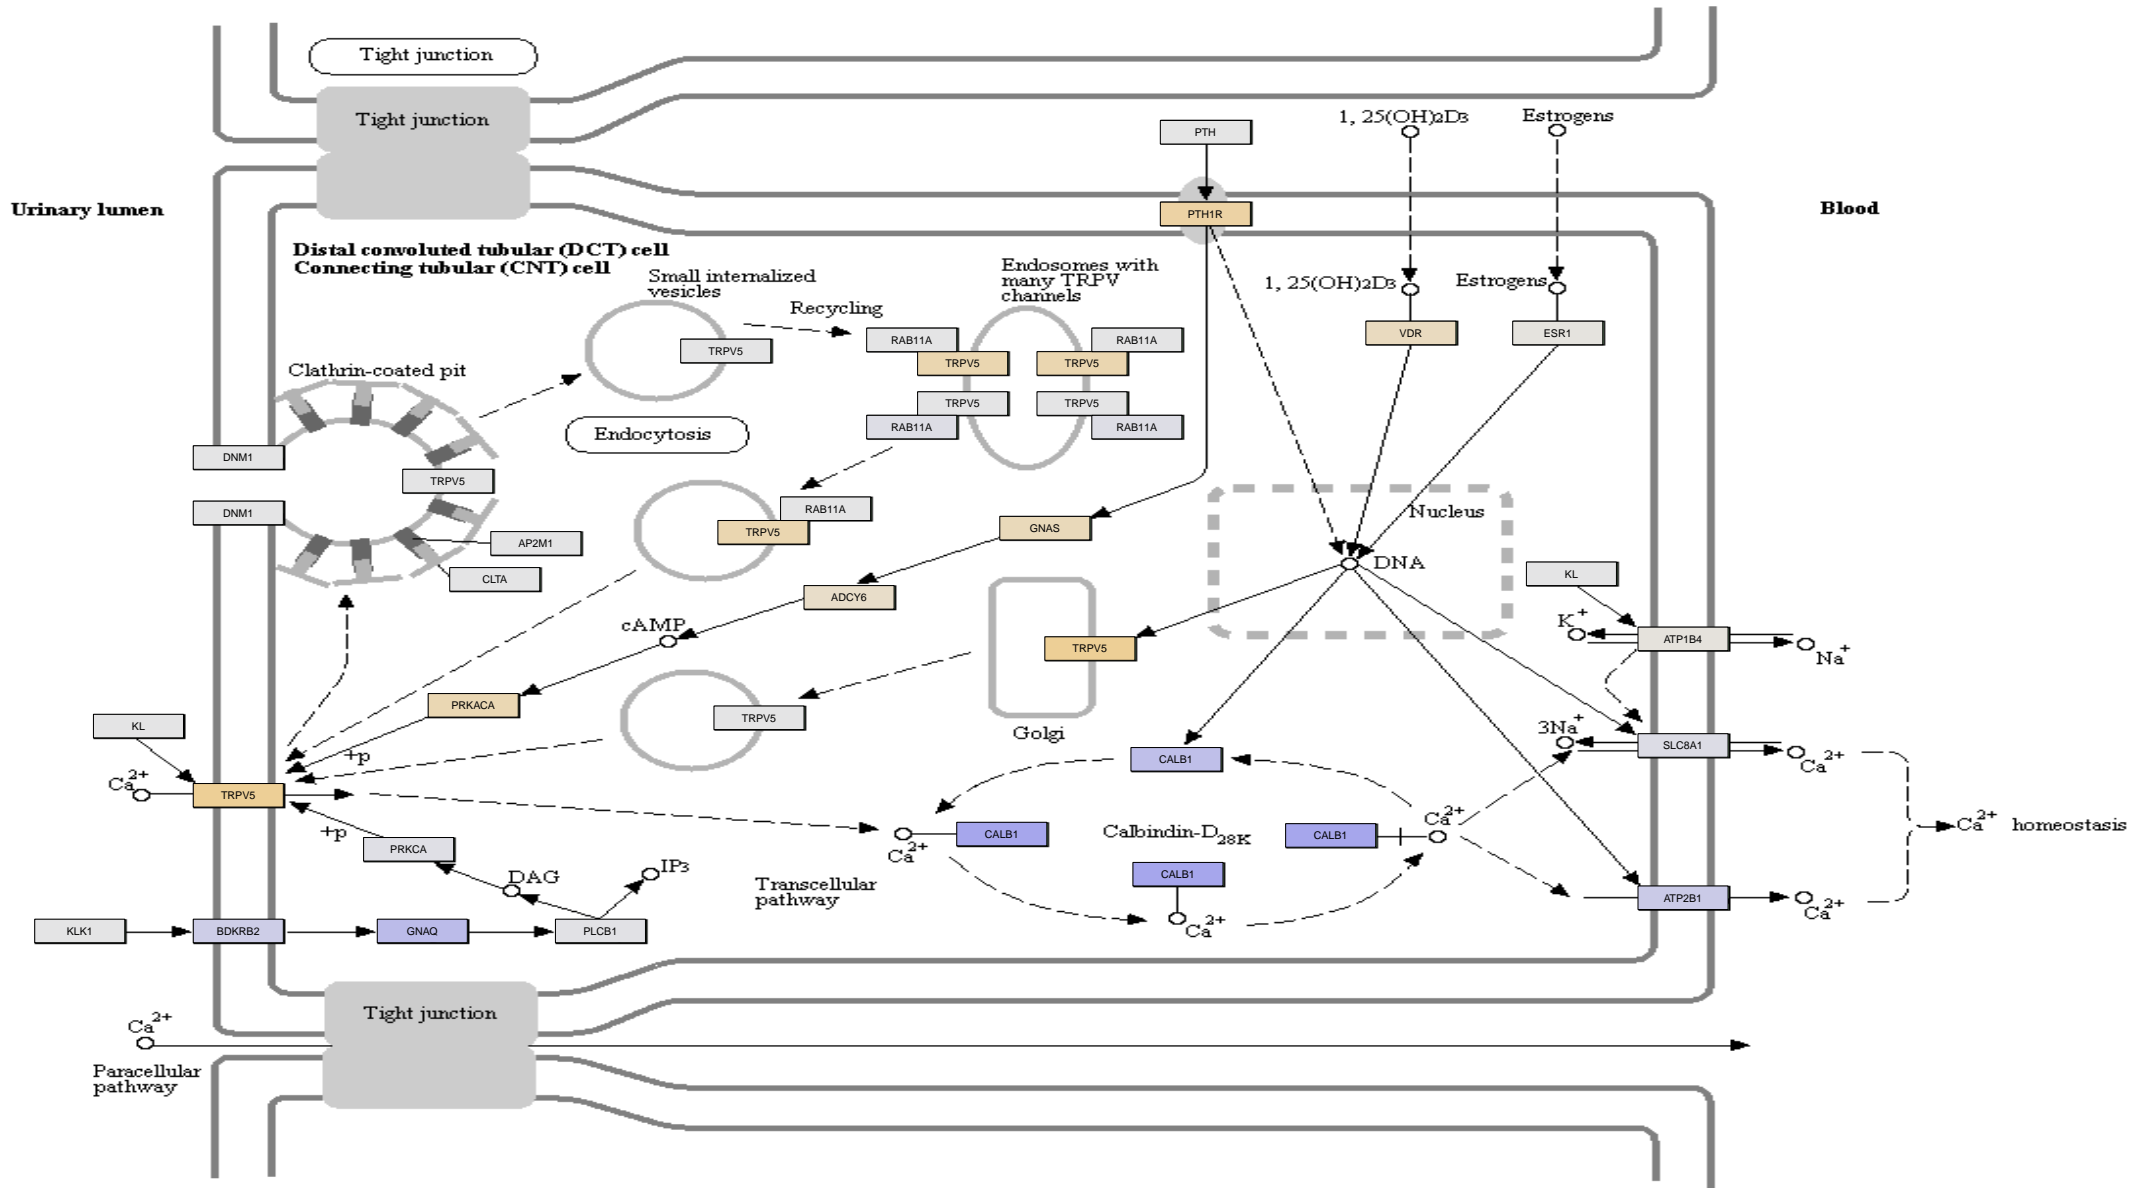 Tight junction
Tight junction
PTH
1, 25(OH)2D3
Estrogens
Urinary lumen
PTH1R
Blood
Distal convoluted tubular (DCT) cell
Connecting tubular (CNT) cell
Small internalized
vesicles
Endosomes with
many TRPV
channels
1, 25(OH)2D3
Estrogens
Recycling
RAB11A
RAB11A
VDR
ESR1
TRPV5
TRPV5
TRPV5
Clathrin-coated pit
TRPV5
TRPV5
RAB11A
RAB11A
Endocytosis
DNM1
TRPV5
DNM1
RAB11A
Nucleus
TRPV5
GNAS
AP2M1
CLTA
DNA
KL
ADCY6
cAMP
K+
ATP1B4
Na+
TRPV5
PRKACA
TRPV5
KL
Golgi
3Na+
SLC8A1
+p
CALB1
Ca2+
Ca2+
TRPV5
Ca2+
Ca2+ homeostasis
+p
CALB1
Calbindin-D28K
CALB1
PRKCA
Ca2+
IP3
DAG
CALB1
Transcellular
pathway
ATP2B1
Ca2+
Ca2+
KLK1
BDKRB2
GNAQ
PLCB1
Tight junction
Ca2+
Paracellular
pathway